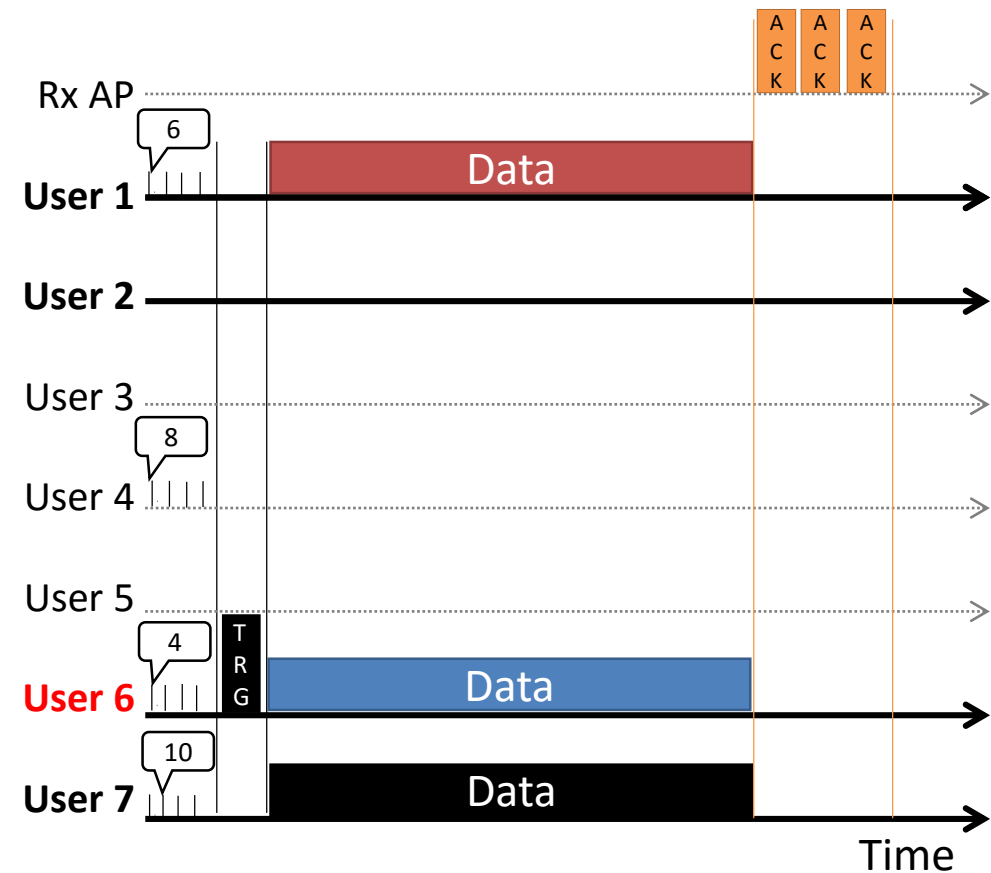 A A A
C C C
K K K
Rx AP
6
Data
User 1
User 2
User 3
8
User 4
User 5
T
R
G
4
Data
User 6
10
Data
User 7
Time